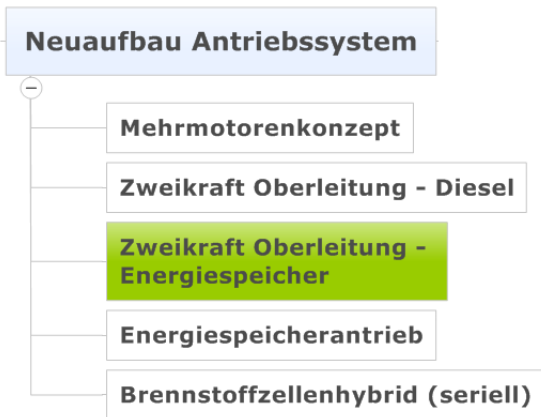 Neuaufbau Antriebssystem
Mehrmotorenkonzept
Zweikraft Oberleitung - Diesel
Zweikraft Oberleitung -
Energiespeicher
Energiespeicherantrieb
Brennstoffzellenhybrid (seriell)